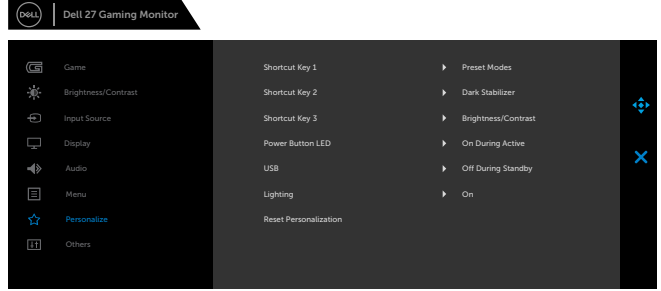 DELL Dell 27 Gaming Monitor
Game Shortcut Key 1 Preset Modes
Brightness/Contrast Shortcut Key 2 Dark Stabilizer
Input Source Shortcut Key 3 Brightness/Contrast
Display Power Button LED On During Active
Audio USB Off During Standby
Menu Lighting On
Personalize Reset Personalization
Others